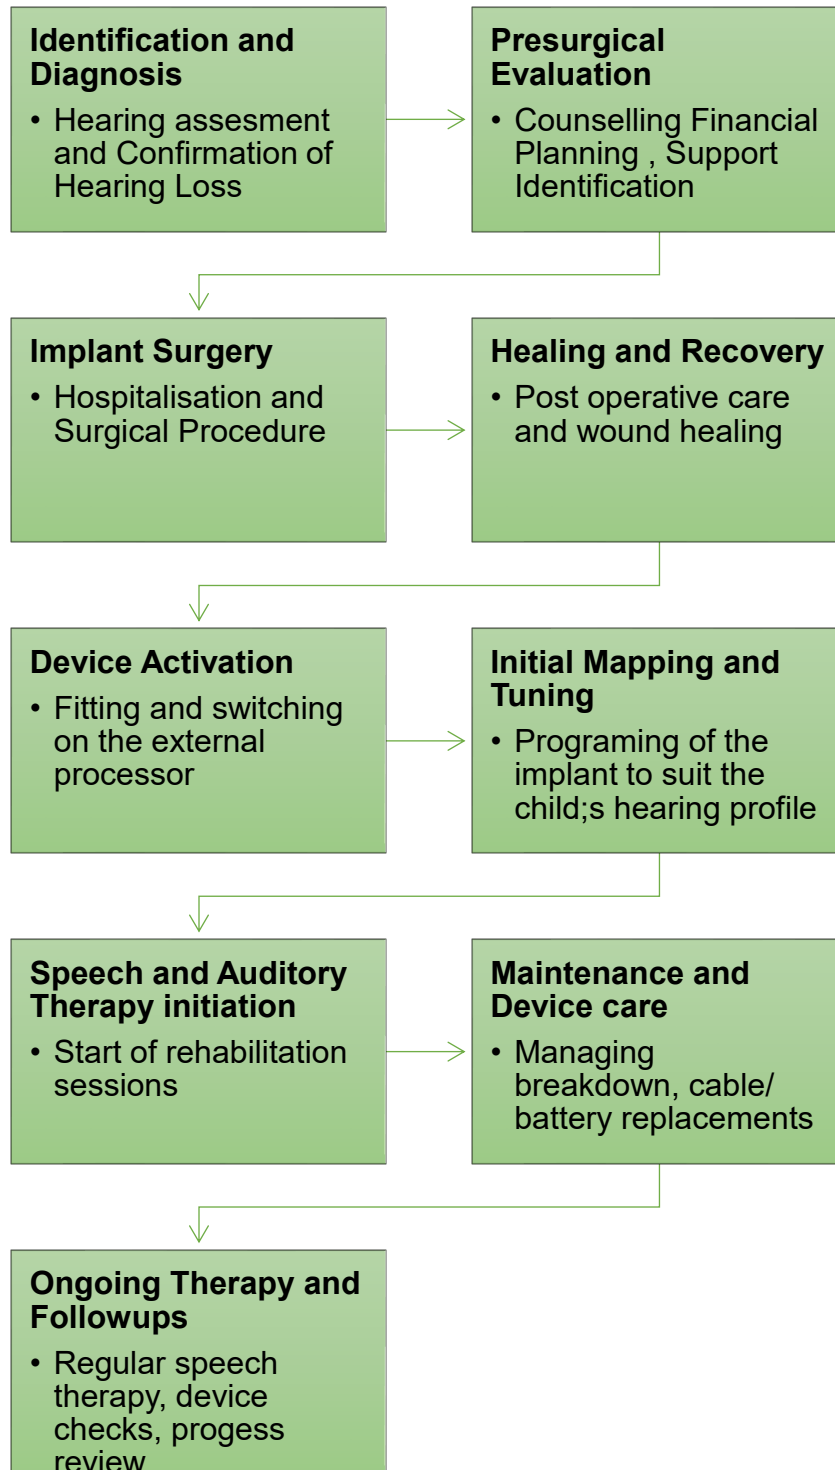 Identification and
Diagnosis
• Hearing assesment
and Confirmation of
Hearing Loss
Presurgical
Evaluation
• Counselling Financial
Planning , Support
Identification
Implant Surgery
• Hospitalisation and
Surgical Procedure
Healing and Recovery
• Post operative care
and wound healing
Device Activation
• Fitting and switching
on the external
processor
Initial Mapping and
Tuning
• Programing of the
implant to suit the
child;s hearing profile
Speech and Auditory
Therapy initiation
• Start of rehabilitation
sessions
Maintenance and
Device care
• Managing
breakdown, cable/
battery replacements
Ongoing Therapy and
Followups
• Regular speech
therapy, device
checks, progess
review